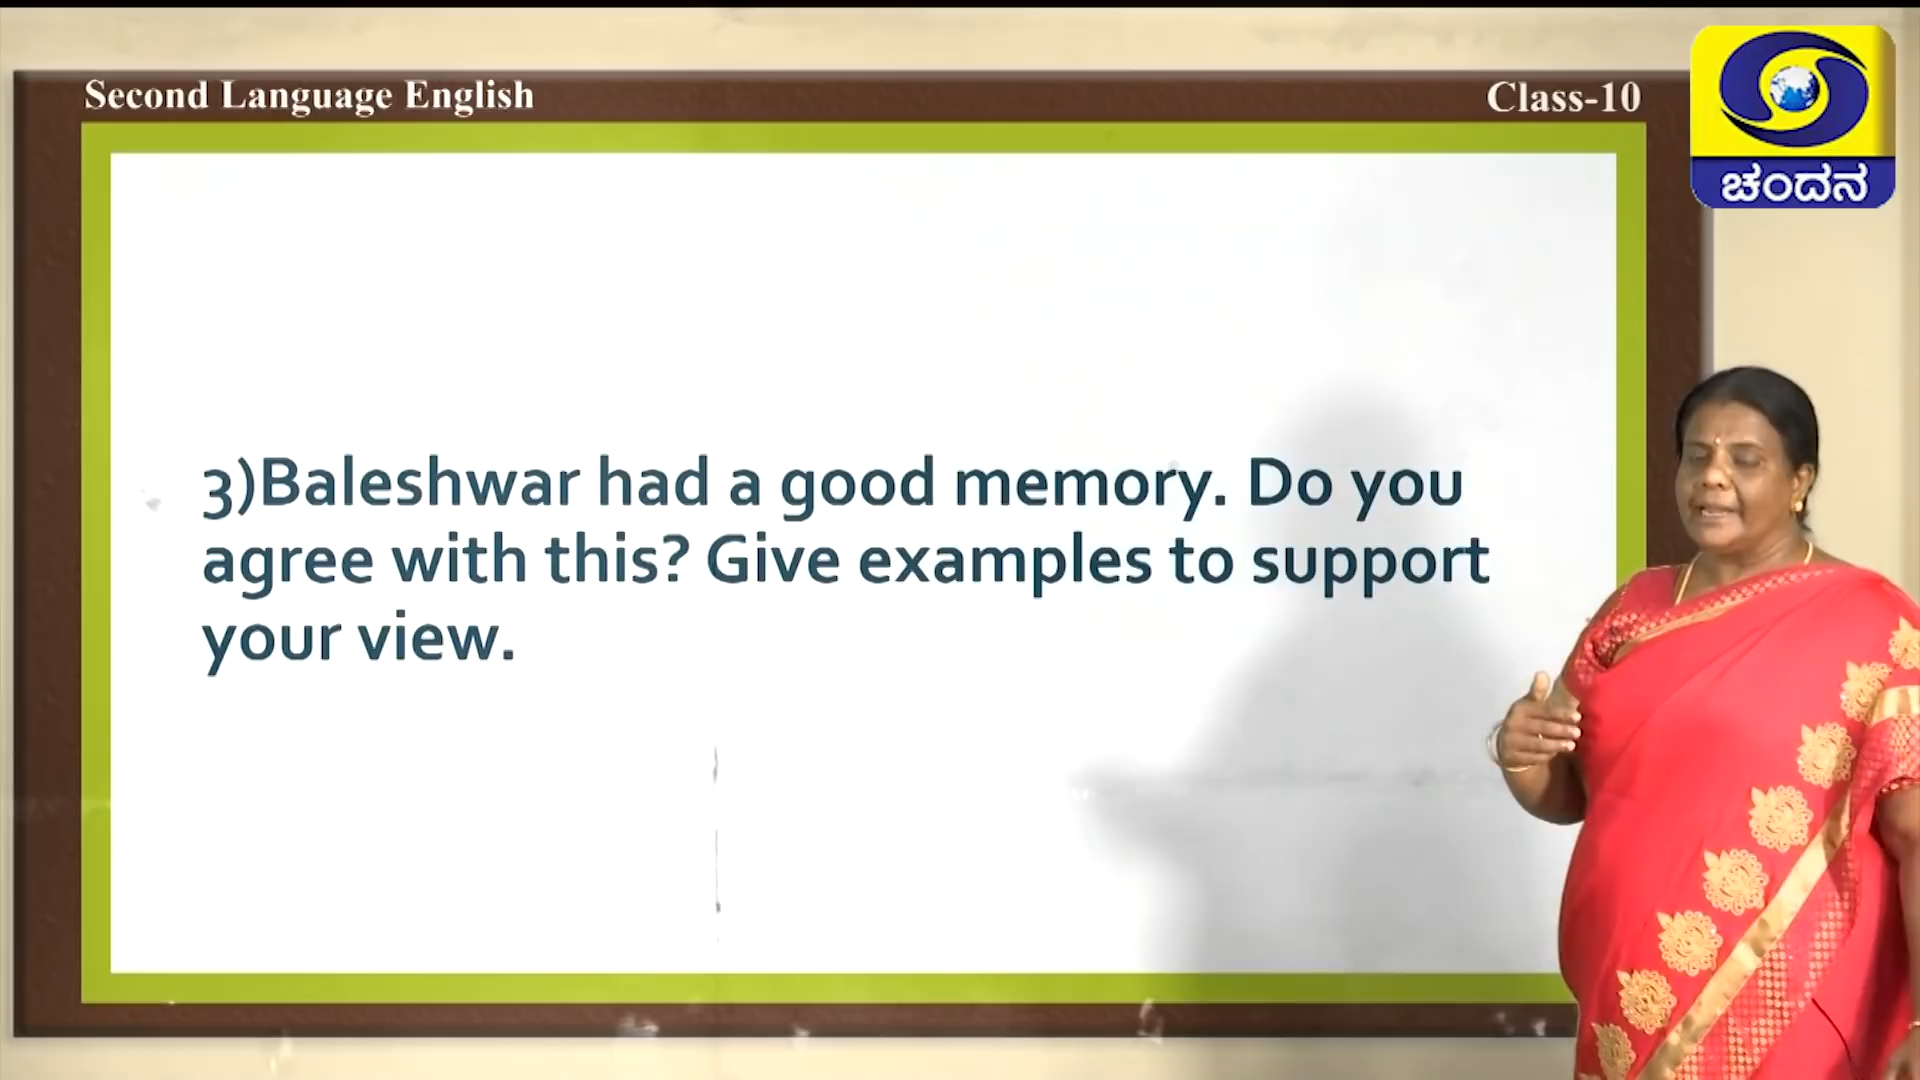 Second Language English
Class-10
ಚಂದನ
3)Baleshwar had a good memory. Do you
agree with this? Give examples to support
your view.